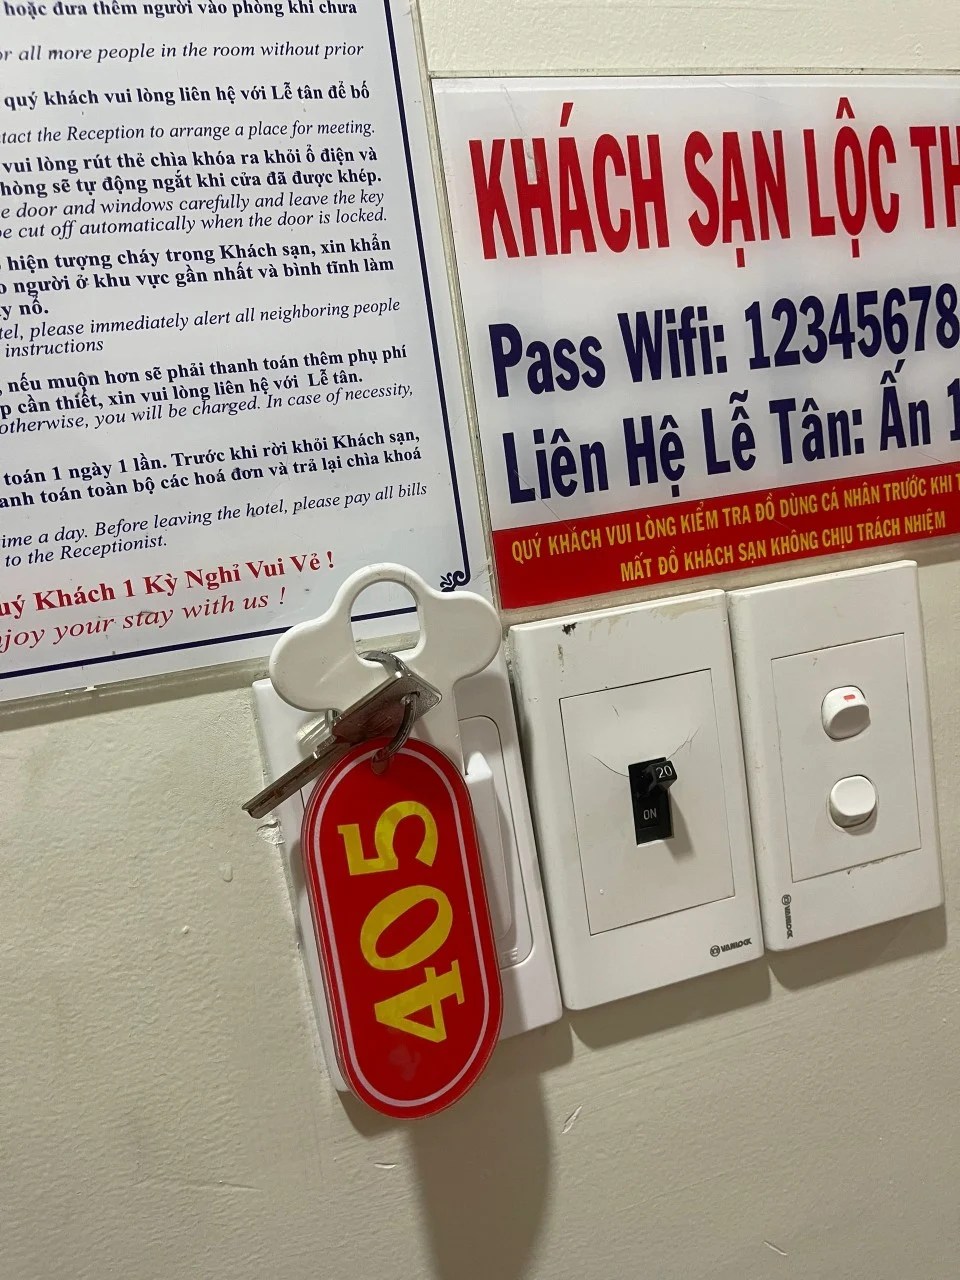 hoặc đưa thêm người vào phòng khi chưa
or all more people in the room without prior
quý khách vui lòng liên hệ với Lễ tân để bố
tact the Reception to arrange a place for meeting.
vui lòng rút thẻ chìa khóa ra khỏi ổ điện và
hòng sẽ tự động ngắt khi cửa đã được khép.
e door and windows carefully and leave the key
be cut off automatically when the door is locked.
hiện tượng cháy trong Khách sạn, xin khẩn
o người ở khu vực gần nhất và bình tĩnh làm
y nổ.
tel, please immediately alert all neighboring people
instructions
, nếu muộn hơn sẽ phải thanh toán thêm phụ phí
p cần thiết, xin vui lòng liên hệ với Lễ tân.
otherwise, you will be charged. In case of necessity,
toán 1 ngày 1 lần. Trước khi rời khỏi Khách sạn,
anh toán toàn bộ các hoá đơn và trả lại chìa khoá
ime a day. Before leaving the hotel, please pay all bills
to the Receptionist.
uý Khách 1 Kỳ Nghỉ Vui Vẻ !
njoy your stay with us !
KHÁCH SẠN LỘC TH
Pass Wifi: 12345678
Liên Hệ Lễ Tân: Ấn 1
QUÝ KHÁCH VUI LÒNG KIỂM TRA ĐỒ DÙNG CÁ NHÂN TRƯỚC KHI T
MẤT ĐỒ KHÁCH SẠN KHÔNG CHỊU TRÁCH NHIỆM
20
ON
VANLOCK
VANLOCK
405